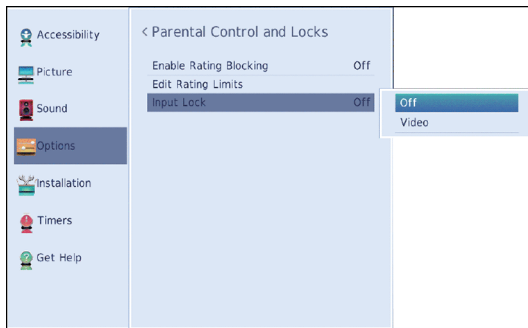 Accessibility
Picture
Sound
Options
Installation
Timers
Get Help
< Parental Control and Locks
Enable Rating Blocking Off
Edit Rating Limits
Input Lock Off
Off
Video